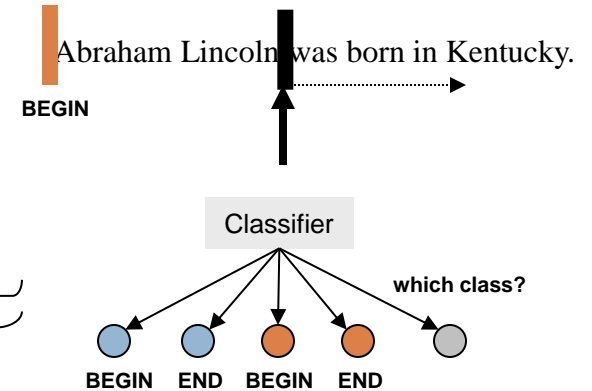 Abraham Lincoln was born in Kentucky.
BEGIN
Classifier
which class?
BEGIN END BEGIN END